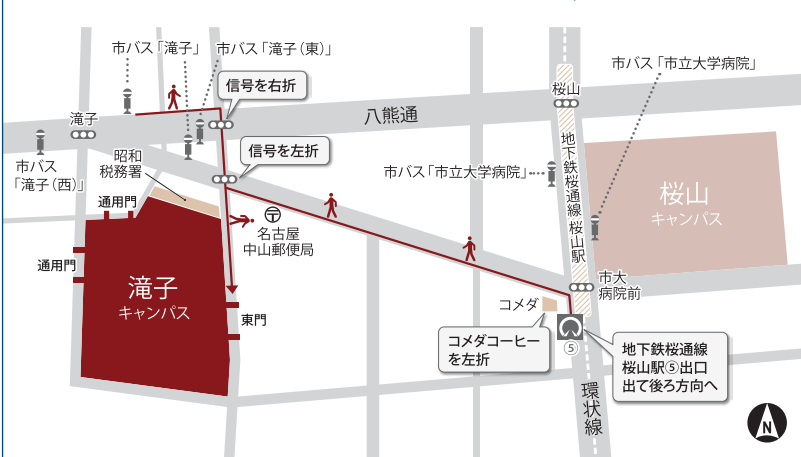 市バス「滝子」
市バス「滝子（東）」
信号を右折
市バス「市立大学病院」
滝子
八熊通
桜山
市バス
「滝子（西）」
昭和
税務署
信号を左折
市バス「市立大学病院」
地下鉄桜通線 桜山駅
桜山
キャンパス
通用門
〒
名古屋
中山郵便局
通用門
滝子
キャンパス
東門
市大
病院前
コメダ
コメダコーヒー
を左折
⑤
地下鉄桜通線
桜山駅⑤出口
出て後ろ方向へ
環状線
N